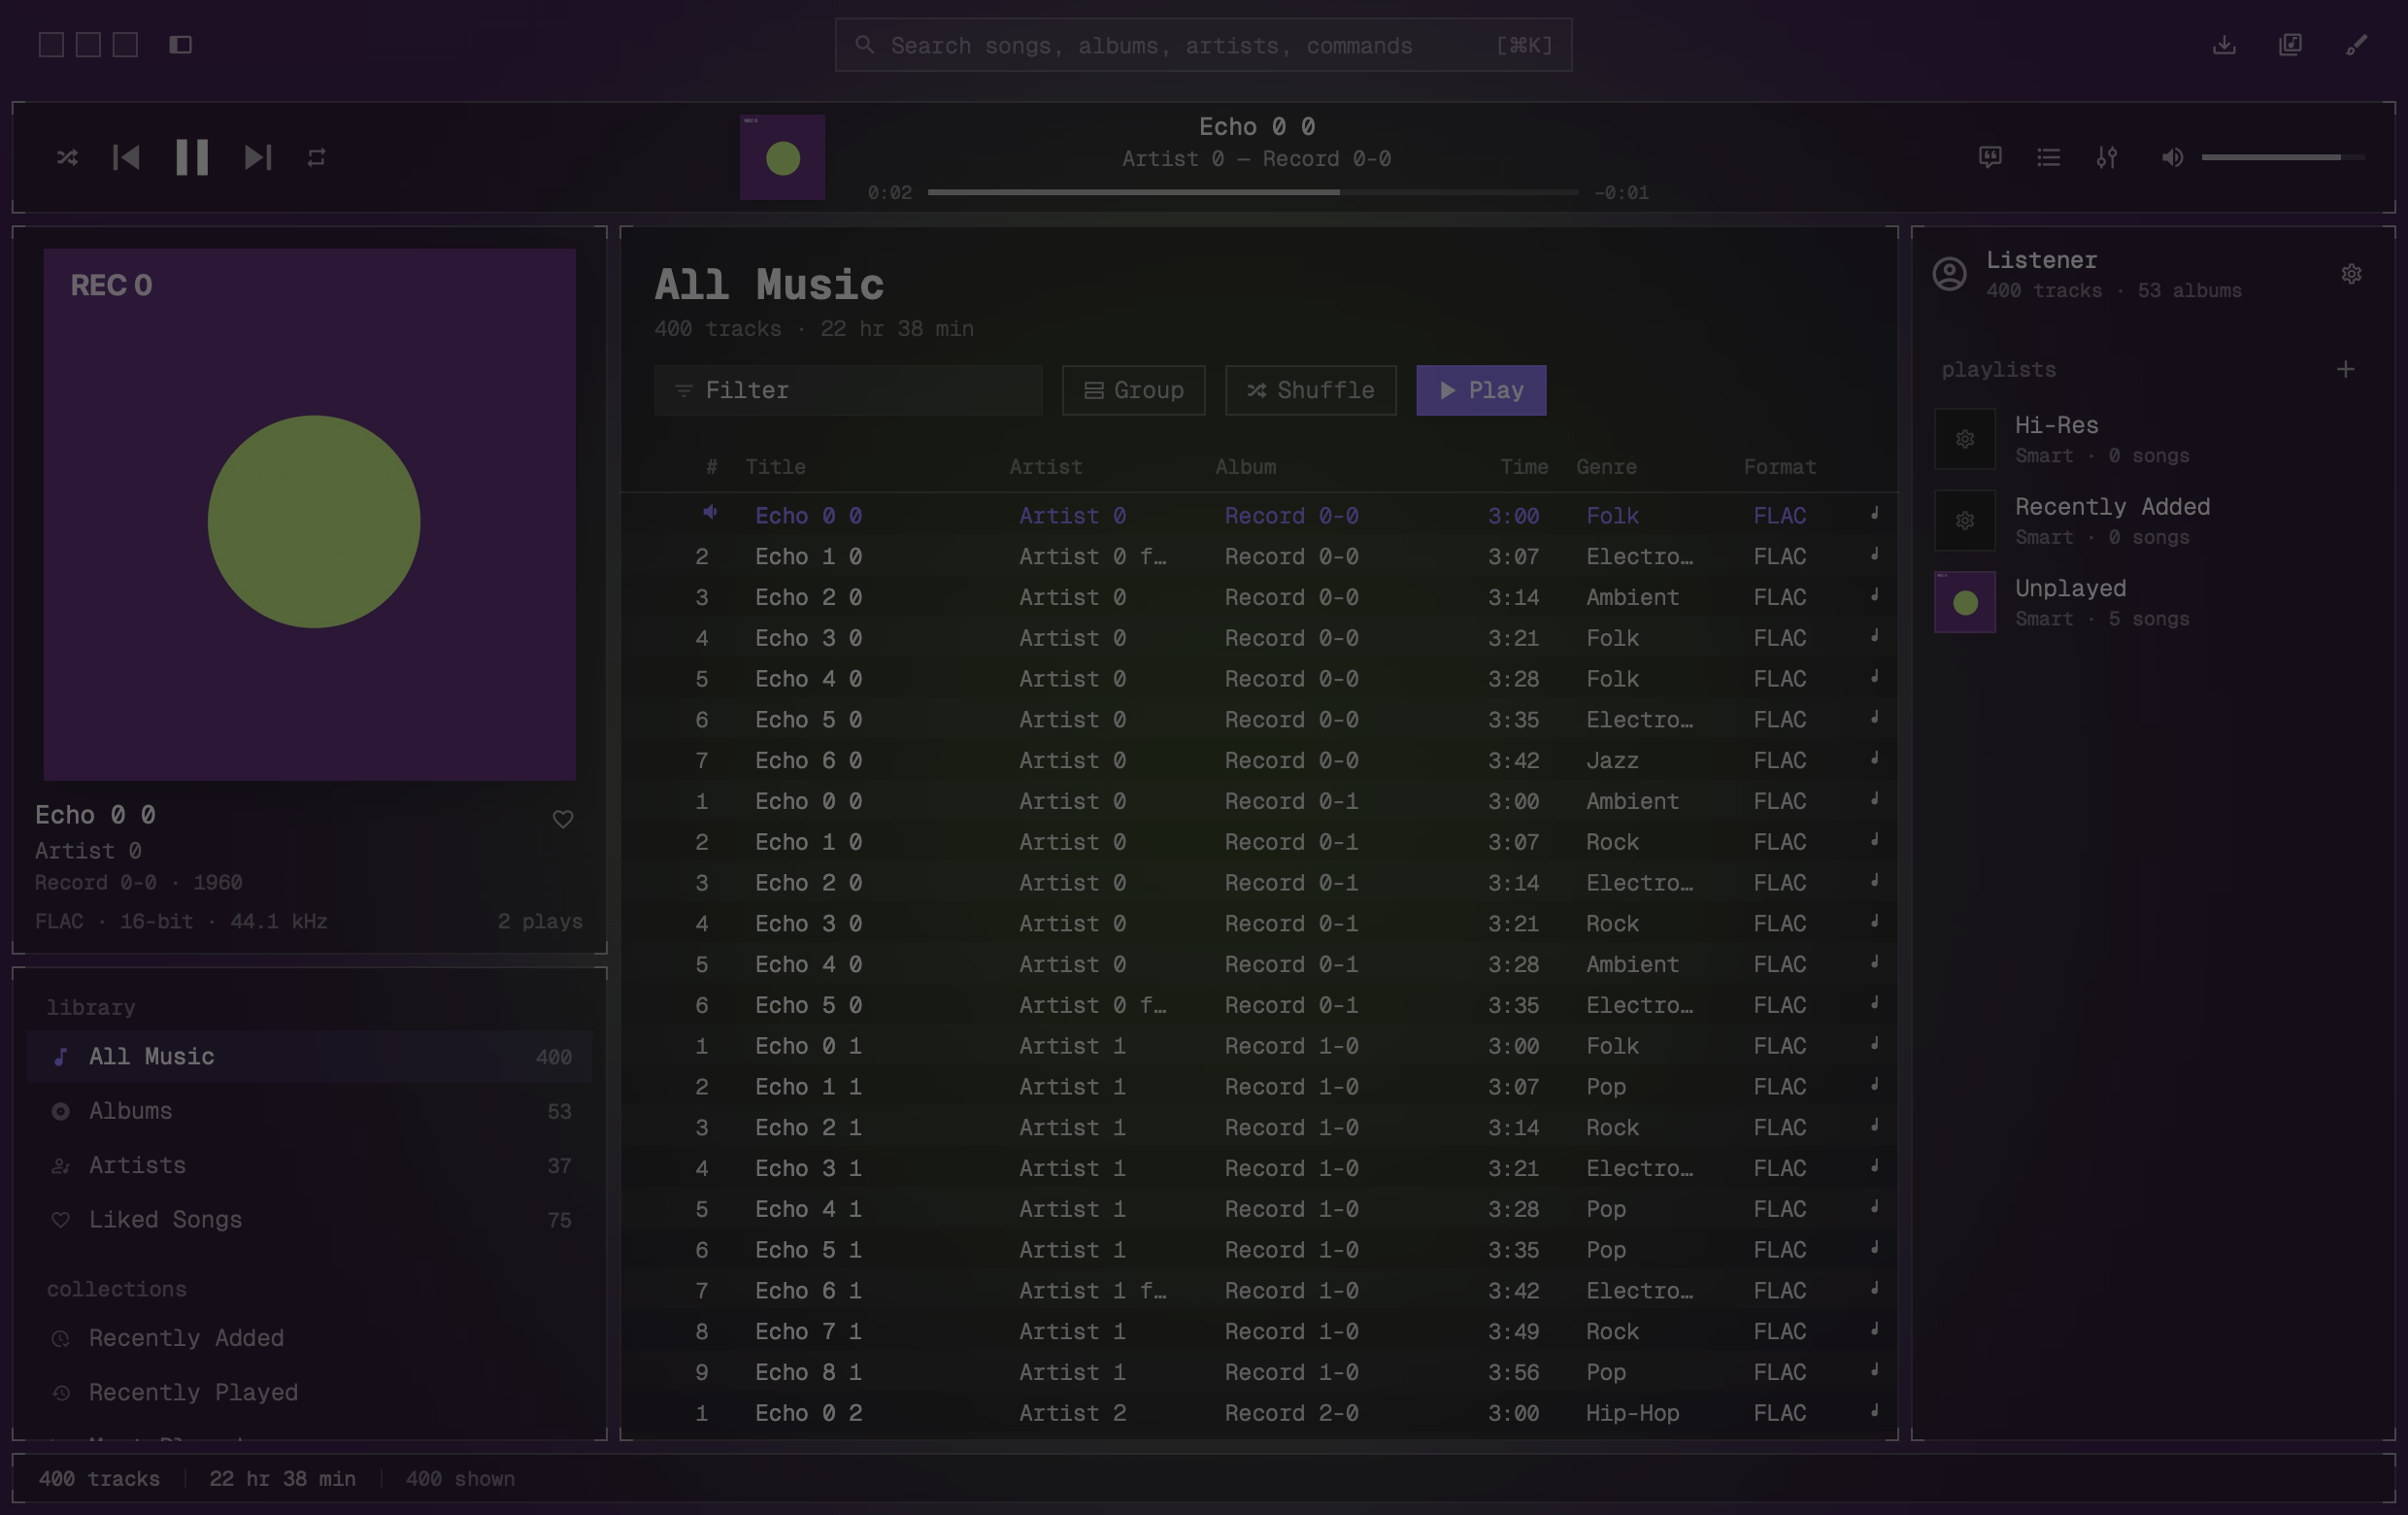 Search songs, albums, artists, commands [⌘K]
Echo 0 0
Artist 0 — Record 0-0
0:02 -0:01
REC 0
Echo 0 0
Artist 0
Record 0-0 · 1960
FLAC · 16-bit · 44.1 kHz 2 plays
library
All Music 400
Albums 53
Artists 37
Liked Songs 75
collections
Recently Added
Recently Played
All Music
400 tracks · 22 hr 38 min
Filter Group Shuffle Play
# Title Artist Album Time Genre Format
Echo 0 0 Artist 0 Record 0-0 3:00 Folk FLAC
2 Echo 1 0 Artist 0 f… Record 0-0 3:07 Electro… FLAC
3 Echo 2 0 Artist 0 Record 0-0 3:14 Ambient FLAC
4 Echo 3 0 Artist 0 Record 0-0 3:21 Folk FLAC
5 Echo 4 0 Artist 0 Record 0-0 3:28 Folk FLAC
6 Echo 5 0 Artist 0 Record 0-0 3:35 Electro… FLAC
7 Echo 6 0 Artist 0 Record 0-0 3:42 Jazz FLAC
1 Echo 0 0 Artist 0 Record 0-1 3:00 Ambient FLAC
2 Echo 1 0 Artist 0 Record 0-1 3:07 Rock FLAC
3 Echo 2 0 Artist 0 Record 0-1 3:14 Electro… FLAC
4 Echo 3 0 Artist 0 Record 0-1 3:21 Rock FLAC
5 Echo 4 0 Artist 0 Record 0-1 3:28 Ambient FLAC
6 Echo 5 0 Artist 0 f… Record 0-1 3:35 Electro… FLAC
1 Echo 0 1 Artist 1 Record 1-0 3:00 Folk FLAC
2 Echo 1 1 Artist 1 Record 1-0 3:07 Pop FLAC
3 Echo 2 1 Artist 1 Record 1-0 3:14 Rock FLAC
4 Echo 3 1 Artist 1 Record 1-0 3:21 Electro… FLAC
5 Echo 4 1 Artist 1 Record 1-0 3:28 Pop FLAC
6 Echo 5 1 Artist 1 Record 1-0 3:35 Pop FLAC
7 Echo 6 1 Artist 1 f… Record 1-0 3:42 Electro… FLAC
8 Echo 7 1 Artist 1 Record 1-0 3:49 Rock FLAC
9 Echo 8 1 Artist 1 Record 1-0 3:56 Pop FLAC
1 Echo 0 2 Artist 2 Record 2-0 3:00 Hip-Hop FLAC
Listener
400 tracks · 53 albums
playlists
Hi-Res
Smart · 0 songs
Recently Added
Smart · 0 songs
Unplayed
Smart · 5 songs
400 tracks 22 hr 38 min 400 shown